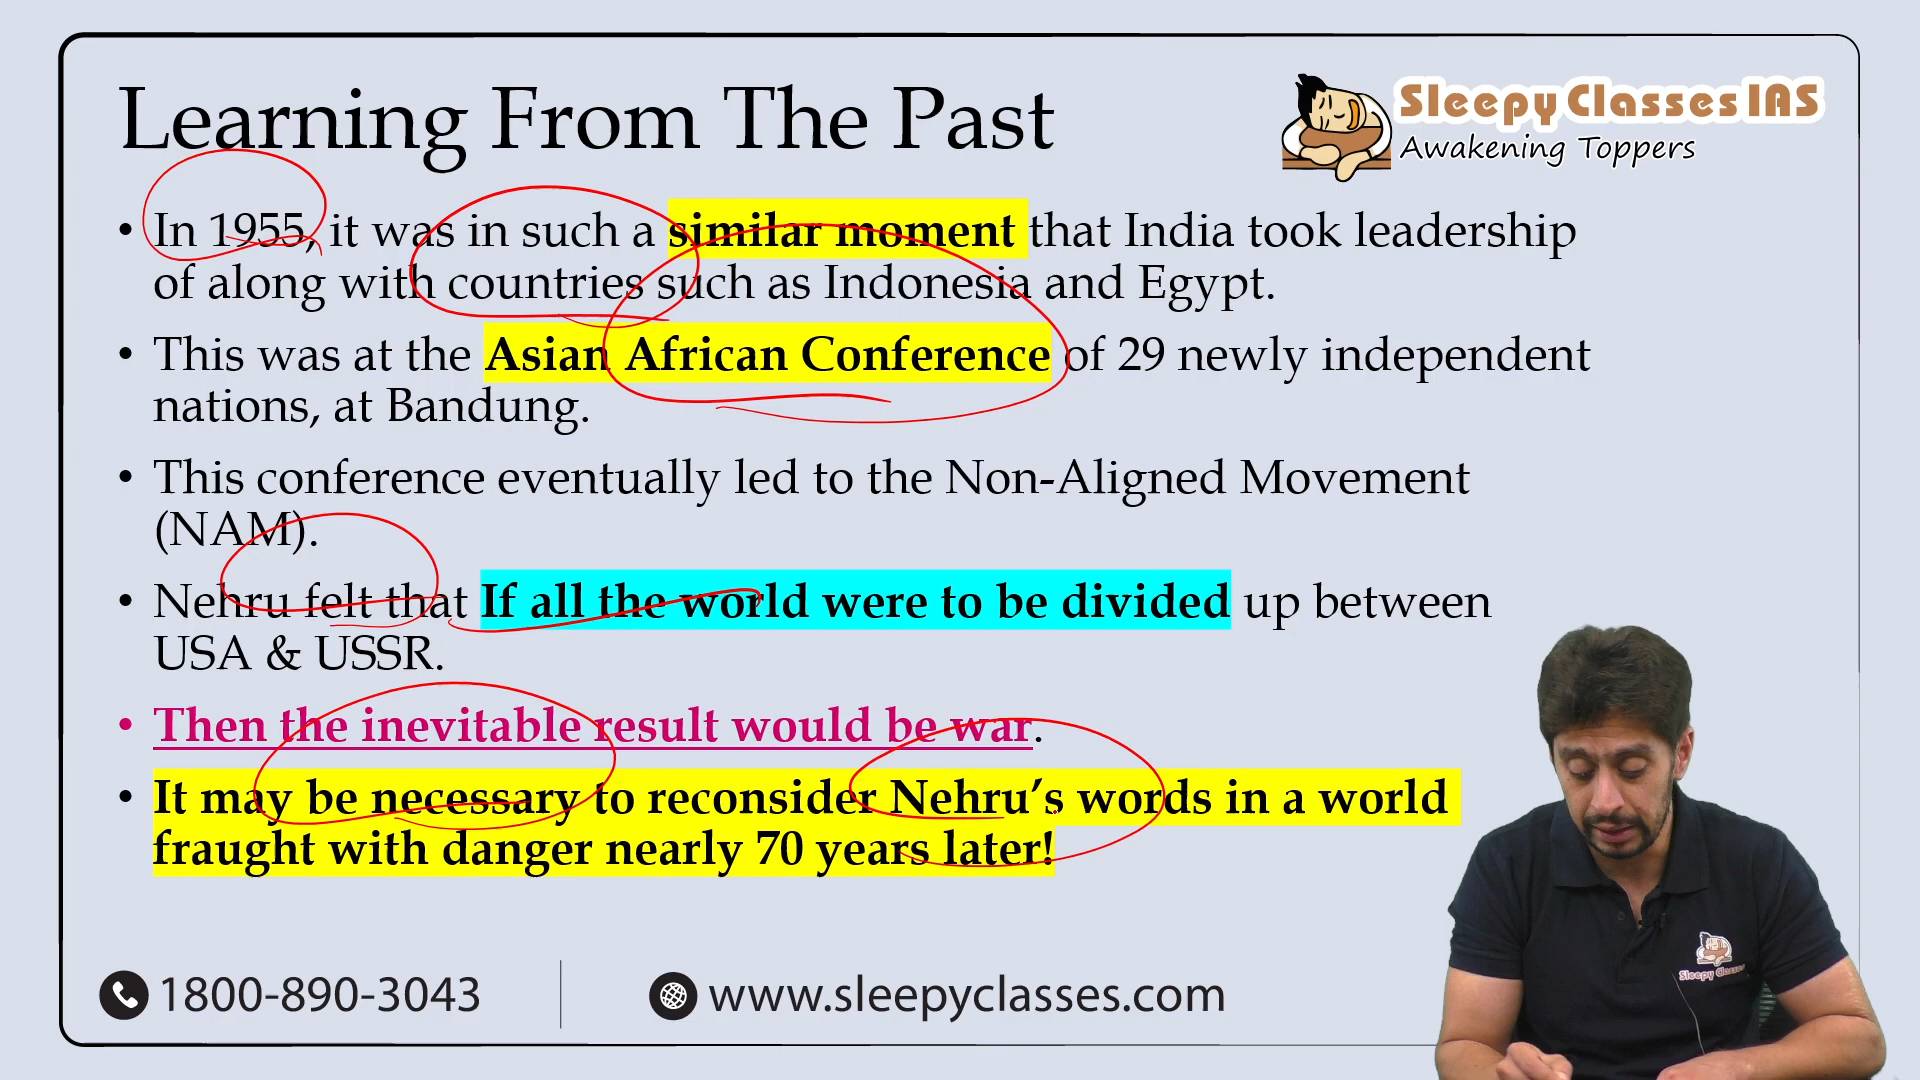 Learning From The Past
Sleepy Classes IAS
Awakening Toppers
• In 1955, it was in such a similar moment that India took leadership
of along with countries such as Indonesia and Egypt.
• This was at the Asian African Conference of 29 newly independent
nations, at Bandung.
• This conference eventually led to the Non-Aligned Movement
(NAM).
• Nehru felt that If all the world were to be divided up between
USA & USSR.
• Then the inevitable result would be war.
• It may be necessary to reconsider Nehru’s words in a world
fraught with danger nearly 70 years later!
1800-890-3043
www.sleepyclasses.com
Sleepy Classes